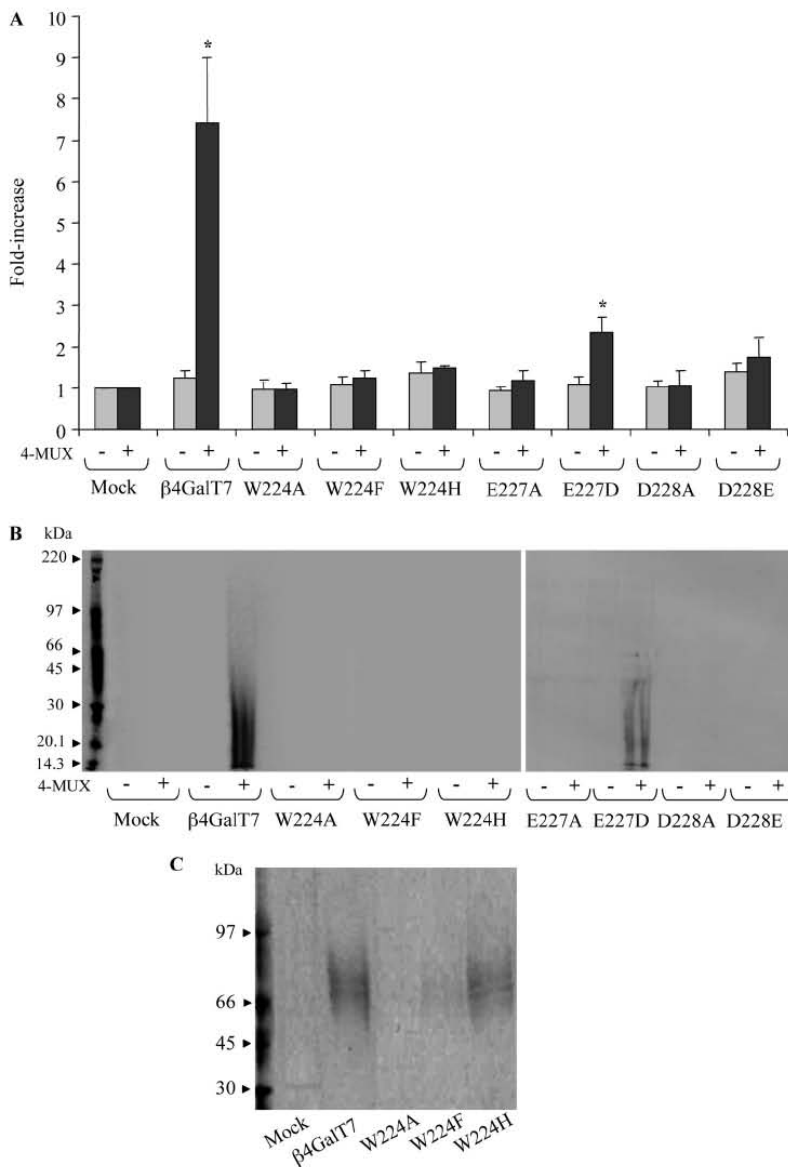 A
10
9
8
7
6
5
4
3
2
1
0
Fold-increase
* *
4-MUX - + - + - + - + - + - + - + - + - +
Mock β4GalT7 W224A W224F W224H E227A E227D D228A D228E
B
kDa
220
97
66
45
30
20.1
14.3
4-MUX - + - + - + - + - + - + - + - + - +
Mock β4GalT7 W224A W224F W224H E227A E227D D228A D228E
C
kDa
97
66
45
30
Mock β4GalT7 W224A W224F W224H